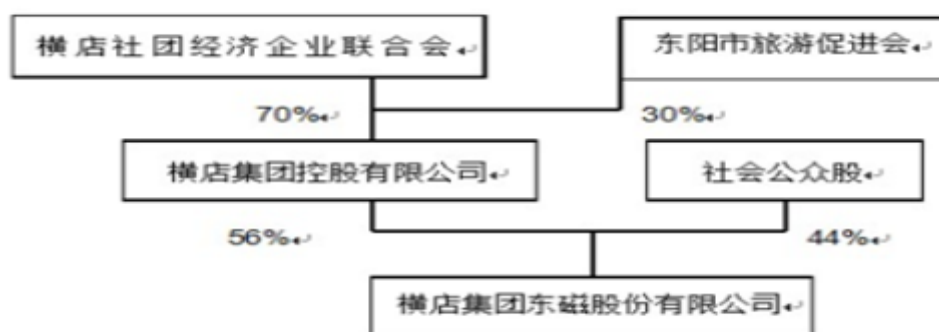 横店社团经济企业联合会
东阳市旅游促进会
70%
30%
横店集团控股有限公司
社会公众股
56%
44%
横店集团东磁股份有限公司